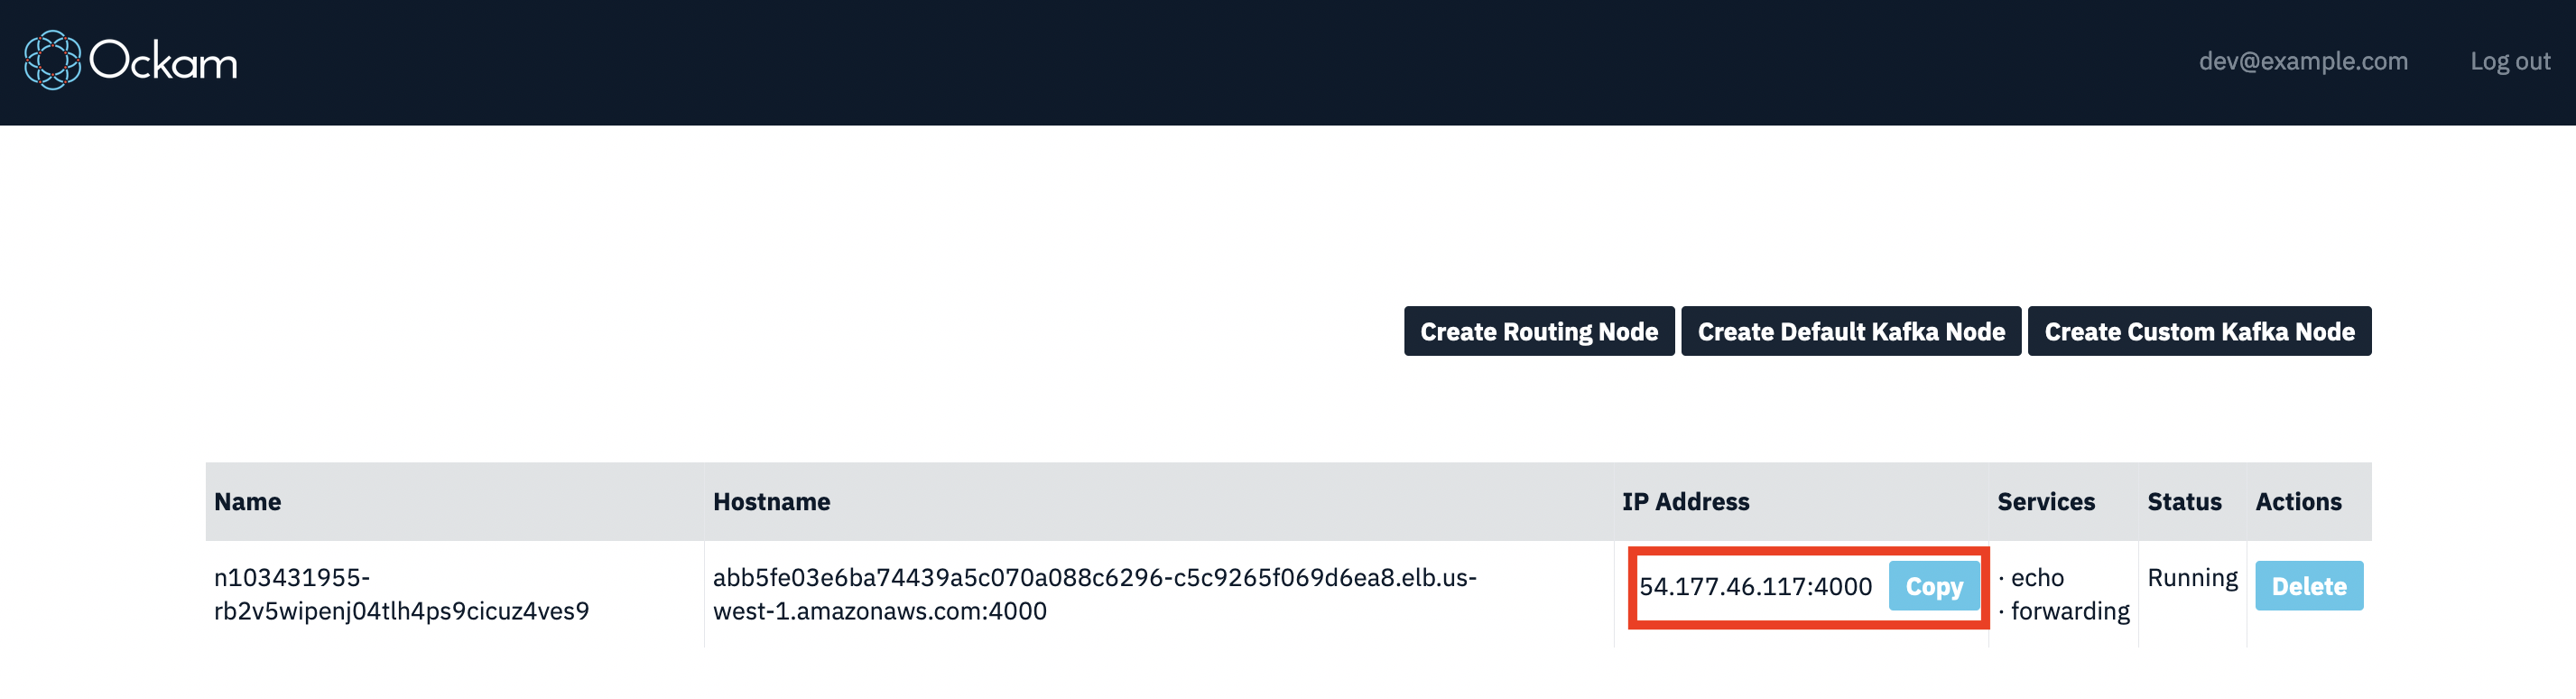 Ockam
dev@example.com Log out
Create Routing Node Create Default Kafka Node Create Custom Kafka Node
Name Hostname IP Address Services Status Actions
n103431955- abb5fe03e6ba74439a5c070a088c6296-c5c9265f069d6ea8.elb.us- 54.177.46.117:4000 Copy · echo Running Delete
rb2v5wipenj04tlh4ps9cicuz4ves9 west-1.amazonaws.com:4000 · forwarding